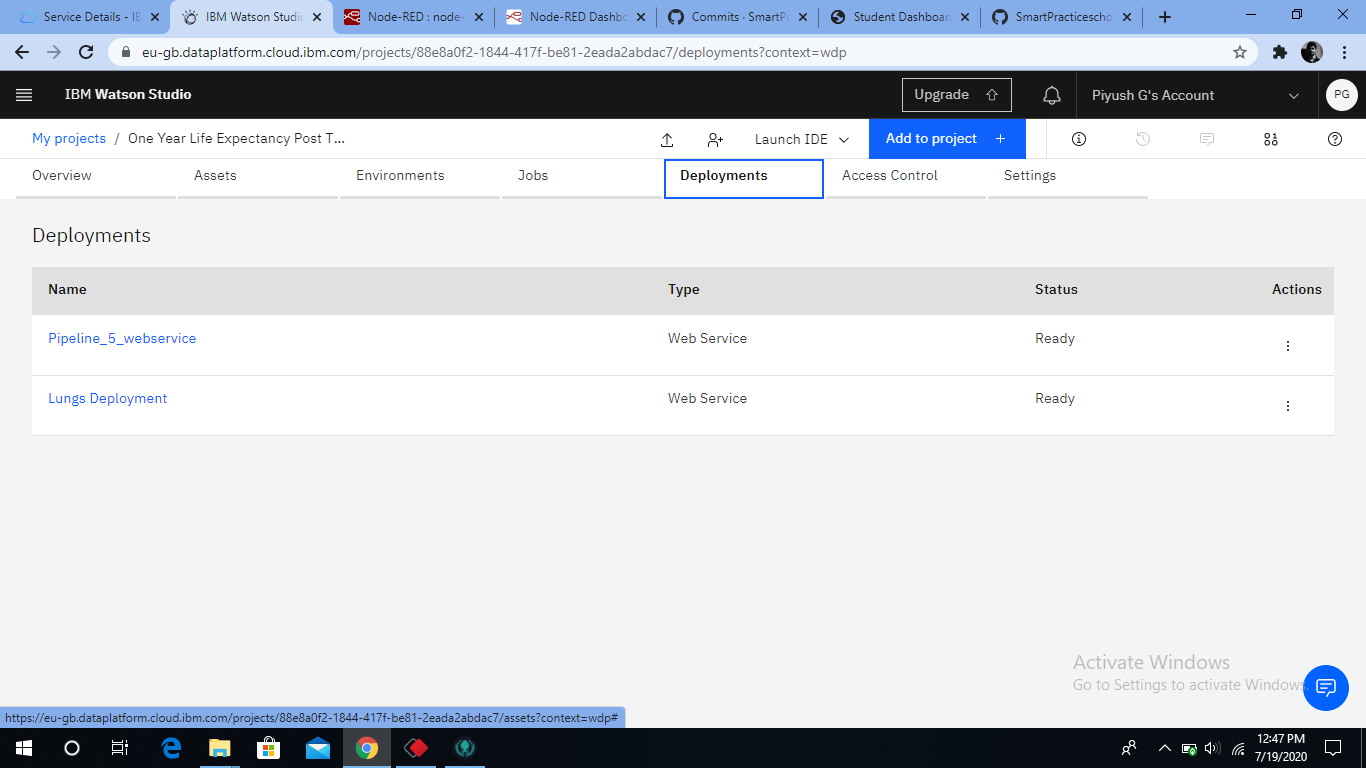 Service Details - IB
IBM Watson Studio
Node-RED : node-
Node-RED Dashbo
Commits · SmartPr
Student Dashboar
SmartPracticescho
eu-gb.dataplatform.cloud.ibm.com/projects/88e8a0f2-1844-417f-be81-2eada2abdac7/deployments?context=wdp
IBM Watson Studio
Upgrade
Piyush G's Account
PG
My projects / One Year Life Expectancy Post T...
Launch IDE
Add to project +
Overview
Assets
Environments
Jobs
Deployments
Access Control
Settings
Deployments
Name Type Status Actions
Pipeline_5_webservice Web Service Ready
Lungs Deployment Web Service Ready
Activate Windows
Go to Settings to activate Windows.
https://eu-gb.dataplatform.cloud.ibm.com/projects/88e8a0f2-1844-417f-be81-2eada2abdac7/assets?context=wdp#
12:47 PM
7/19/2020